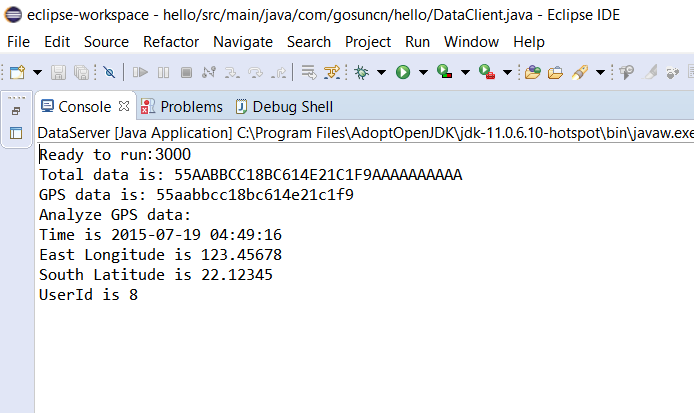 eclipse-workspace - hello/src/main/java/com/gosuncn/hello/DataClient.java - Eclipse IDE
File Edit Source Refactor Navigate Search Project Run Window Help
Console Problems Debug Shell
DataServer [Java Application] C:\Program Files\AdoptOpenJDK\jdk-11.0.6.10-hotspot\bin\javaw.exe
Ready to run:3000
Total data is: 55AABBCC18BC614E21C1F9AAAAAAAAAA
GPS data is: 55aabbcc18bc614e21c1f9
Analyze GPS data:
Time is 2015-07-19 04:49:16
East Longitude is 123.45678
South Latitude is 22.12345
UserId is 8